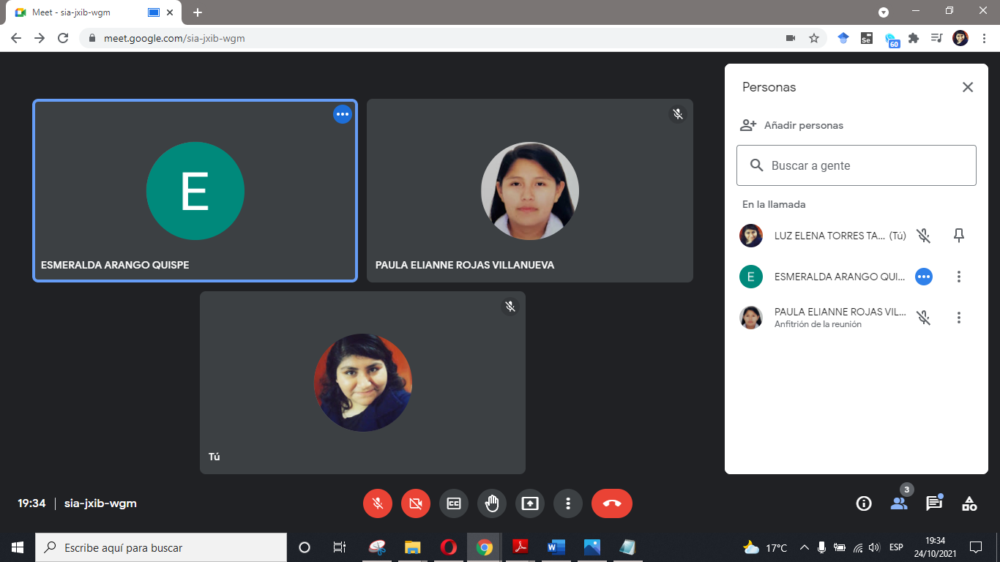 Meet - sia-jxib-wgm
meet.google.com/sia-jxib-wgm
Se
60
E
ESMERALDA ARANGO QUISPE
PAULA ELIANNE ROJAS VILLANUEVA
Tú
Personas
Añadir personas
Buscar a gente
En la llamada
LUZ ELENA TORRES TA... (Tú)
E
ESMERALDA ARANGO QUI...
PAULA ELIANNE ROJAS VIL...
Anfitrión de la reunión
19:34 | sia-jxib-wgm
CC
3
Escribe aquí para buscar
W
17°C
ESP
19:34
24/10/2021